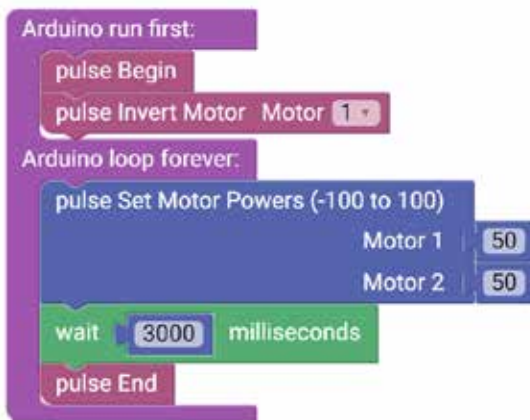 Arduino run first:
pulse Begin
pulse Invert Motor Motor 1
Arduino loop forever:
pulse Set Motor Powers (-100 to 100)
Motor 1 50
Motor 2 50
wait 3000 milliseconds
pulse End